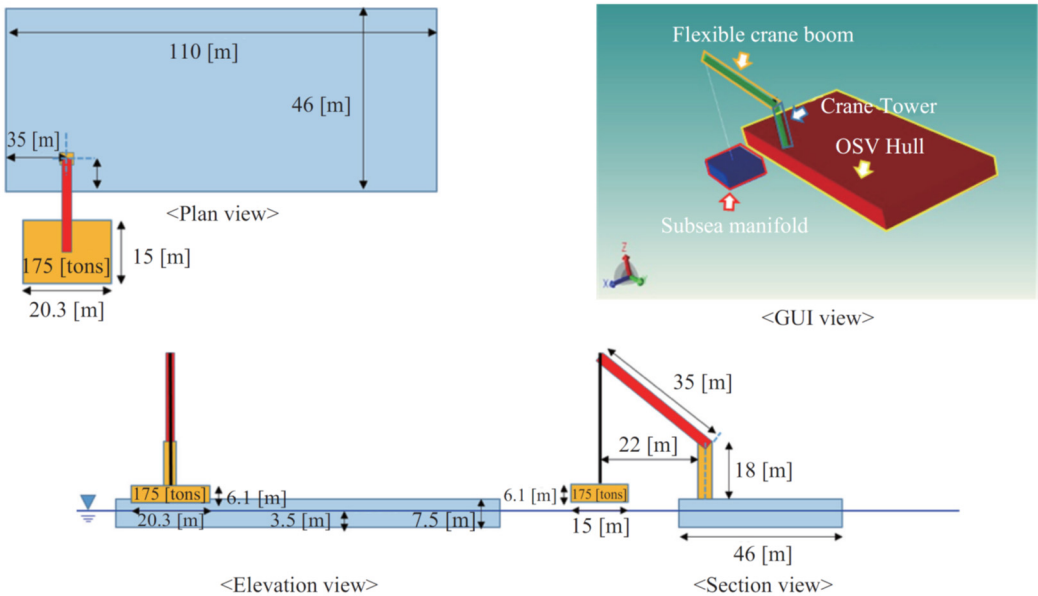 110 [m]
46 [m]
35 [m]
<Plan view>
175 [tons]
15 [m]
20.3 [m]
Flexible crane boom
Crane Tower
OSV Hull
Subsea manifold
Z
X
Y
<GUI view>
175 [tons]
6.1 [m]
20.3 [m]
3.5 [m]
7.5 [m]
<Elevation view>
35 [m]
22 [m]
18 [m]
6.1 [m]
175 [tons]
15 [m]
46 [m]
<Section view>